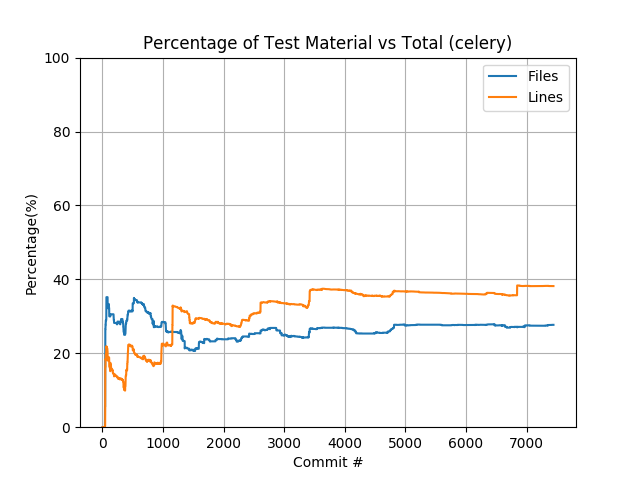 Percentage of Test Material vs Total (celery)
Files
Lines
100
80
60
40
20
0
Percentage(%)
0 1000 2000 3000 4000 5000 6000 7000
Commit #